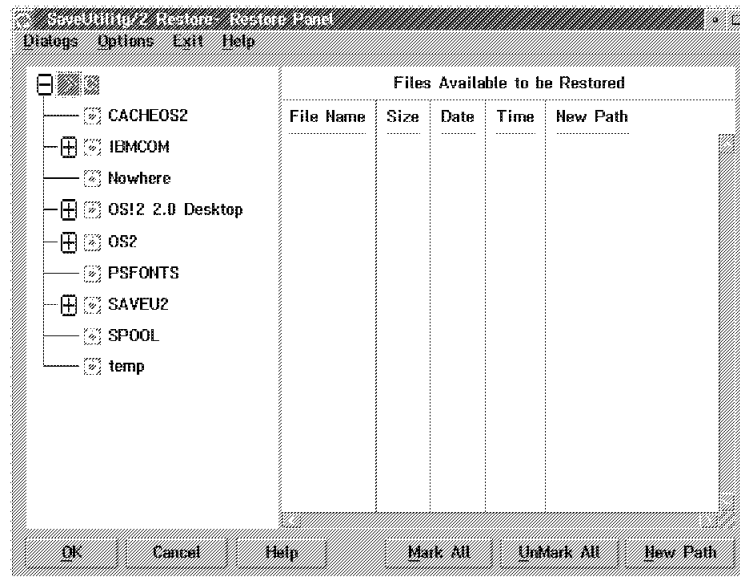 SaveUtility/2 Restore- Restore Panel
Dialogs Options Exit Help
Files Available to be Restored
File Name Size Date Time New Path
CACHEOS2
IBMCOM
Nowhere
OS!2 2.0 Desktop
OS2
PSFONTS
SAVEU2
SPOOL
temp
OK Cancel Help Mark All UnMark All New Path